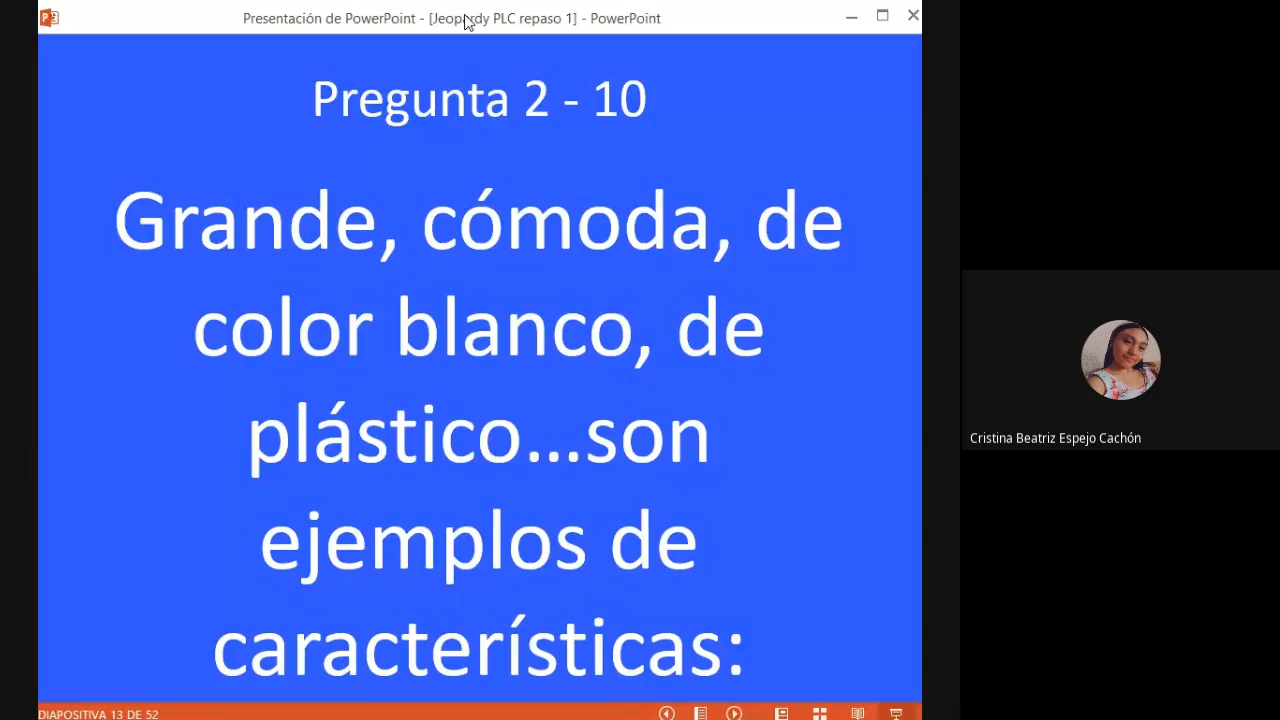 Presentación de PowerPoint - [Jeopardy PLC repaso 1] - PowerPoint
Pregunta 2 - 10
Grande, cómoda, de
color blanco, de
plástico...son
ejemplos de
características:
Cristina Beatriz Espejo Cachón
DIAPOSITIVA 13 DE 52